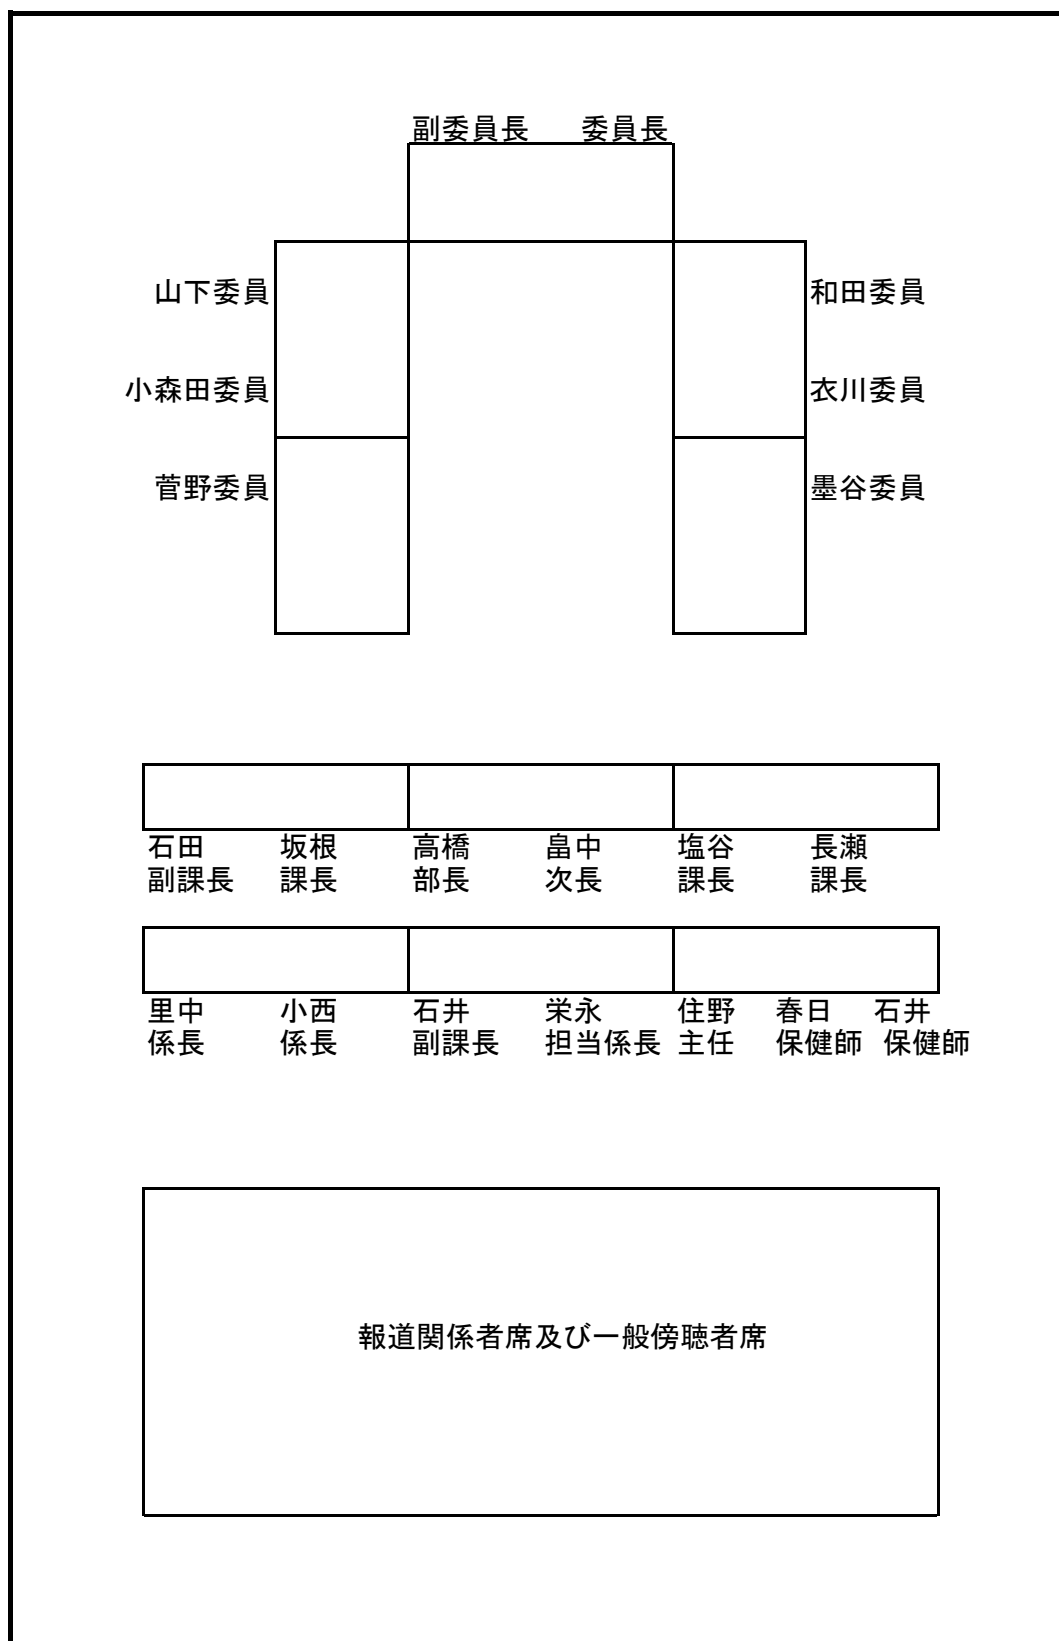 副委員長 委員長
山下委員 和田委員
小森田委員 衣川委員
菅野委員 墨谷委員
石田 坂根 高橋 畠中 塩谷 長瀬
副課長 課長 部長 次長 課長 課長
里中 小西 石井 栄永 住野 春日 石井
係長 係長 副課長 担当係長 主任 保健師 保健師
報道関係者席及び一般傍聴者席